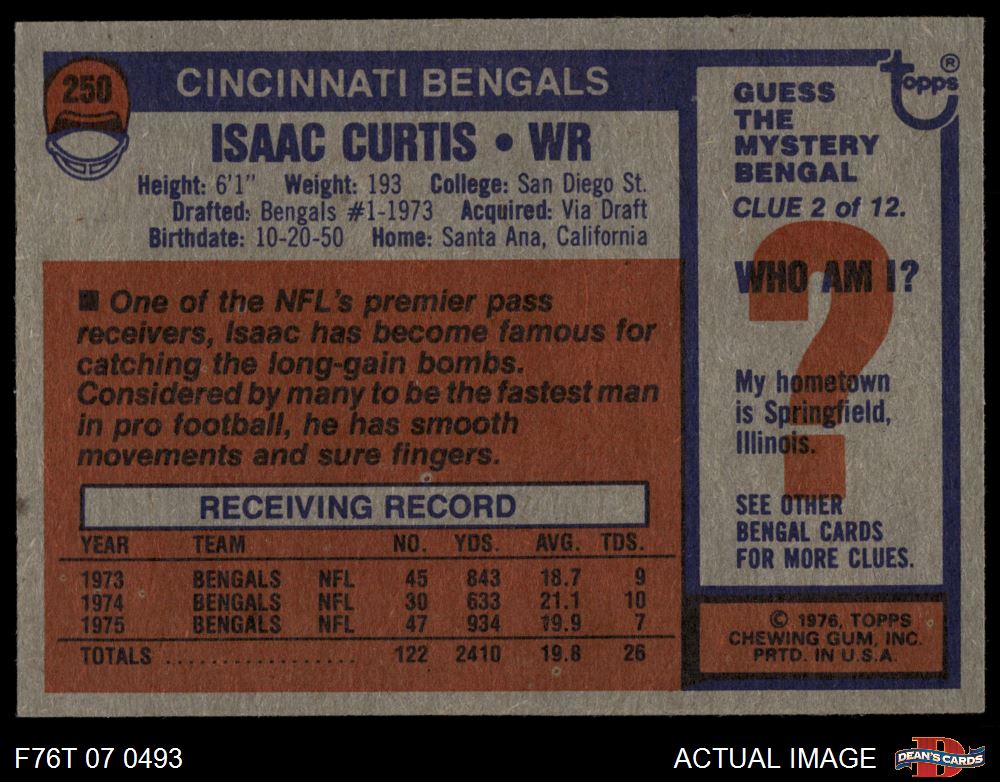 250
CINCINNATI BENGALS
ISAAC CURTIS • WR
Height: 6'1" Weight: 193 College: San Diego St.
Drafted: Bengals #1-1973 Acquired: Via Draft
Birthdate: 10-20-50 Home: Santa Ana, California
■ One of the NFL's premier pass
receivers, Isaac has become famous for
catching the long-gain bombs.
Considered by many to be the fastest man
in pro football, he has smooth
movements and sure fingers.
RECEIVING RECORD
YEAR TEAM NO. YDS. AVG. TDS.
1973 BENGALS NFL 45 843 18.7 9
1974 BENGALS NFL 30 633 21.1 10
1975 BENGALS NFL 47 934 19.9 7
TOTALS .................. 122 2410 19.8 26
topps®
GUESS
THE
MYSTERY
BENGAL
CLUE 2 of 12.
?
WHO AM I?
My hometown
is Springfield,
Illinois.
SEE OTHER
BENGAL CARDS
FOR MORE CLUES.
© 1976, TOPPS
CHEWING GUM, INC.
PRTD. IN U.S.A.
F76T 07 0493
ACTUAL IMAGE
D
DEAN'S CARDS